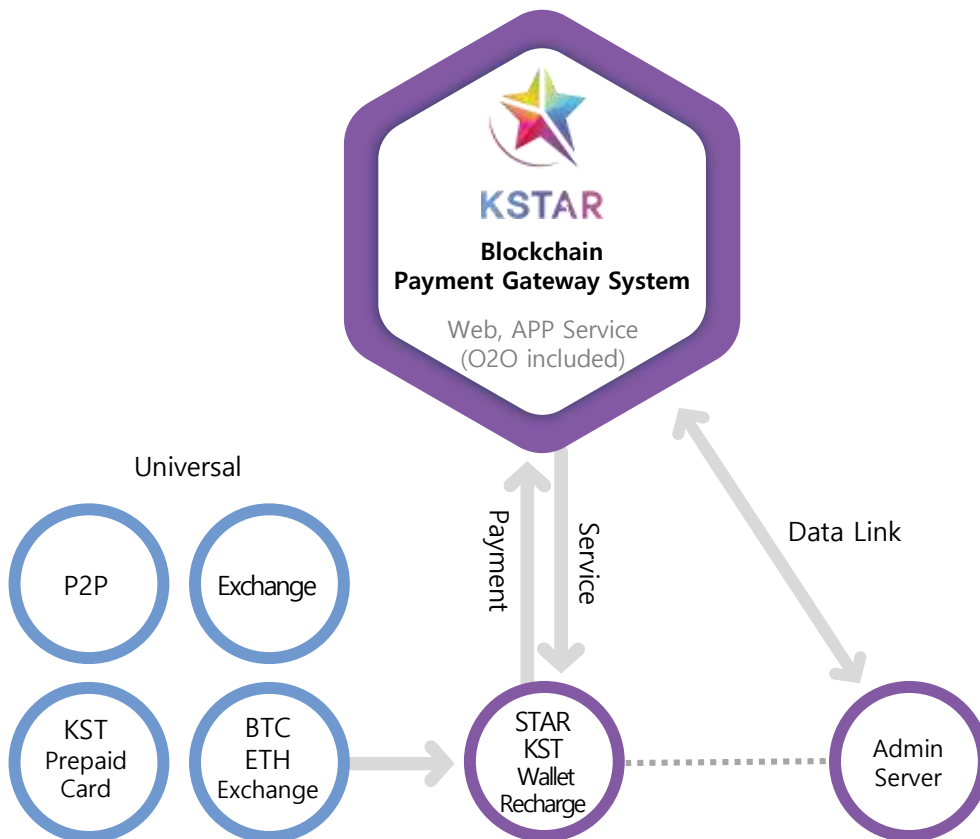 KSTAR
Blockchain
Payment Gateway System
Web, APP Service
(O2O included)
Universal
P2P
Exchange
Payment
Service
Data Link
KST
Prepaid
Card
BTC
ETH
Exchange
STAR
KST
Wallet
Recharge
Admin
Server